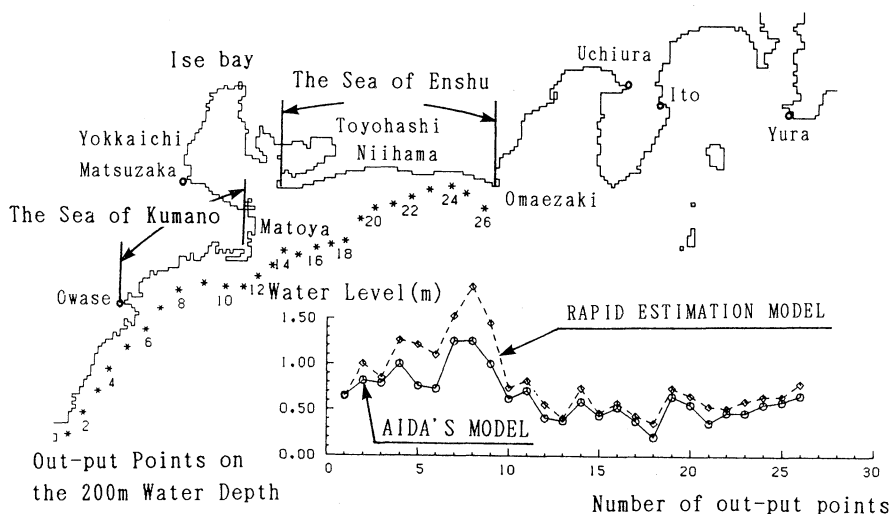 Ise bay
Uchiura
The Sea of Enshu
Ito
Yokkaichi
Toyohashi
Yura
Matsuzaka
Niihama
Omaezaki
The Sea of Kumano
Matoya
Owase
2
4
6
8
10
12
14
16
18
20
22
24
26
Water Level(m)
1.50
1.00
0.50
0.00
RAPID ESTIMATION MODEL
AIDA'S MODEL
0
5
10
15
20
25
30
Out-put Points on
the 200m Water Depth
Number of out-put points